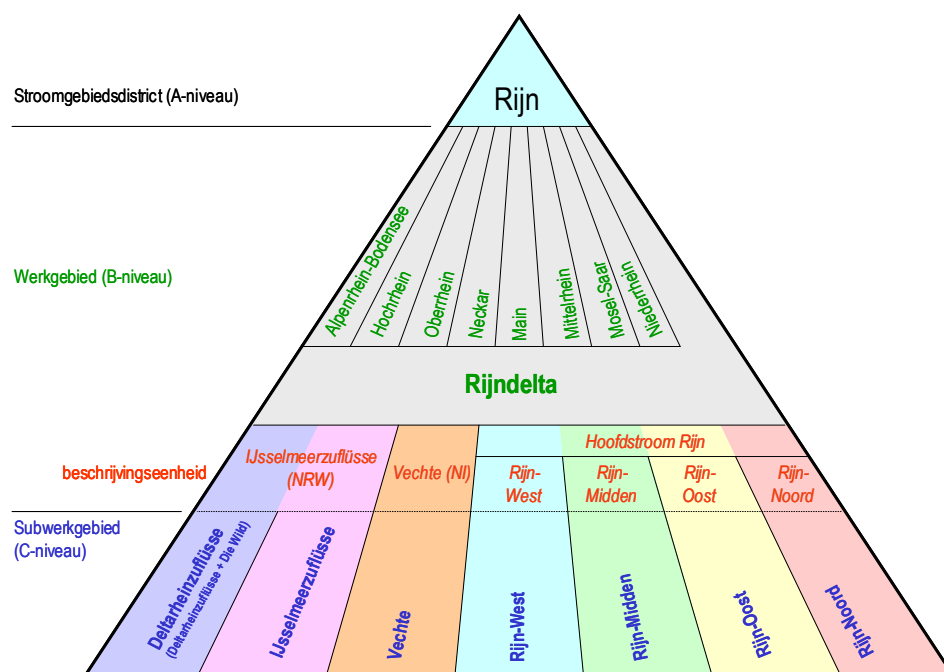 Rijn
Stroomgebiedsdistrict (A-niveau)
Werkgebied (B-niveau)
Alpenrhein-Bodensee
Hochrhein
Oberrhein
Neckar
Main
Mittelrhein
Mosel-Saar
Niederrhein
Rijndelta
beschrijvingseenheid
IJsselmeerzuflüsse
(NRW)
Vechte (NI)
Hoofdstroom Rijn
Rijn-
West
Rijn-
Midden
Rijn-
Oost
Rijn-
Noord
Subwerkgebied
(C-niveau)
Deltarheinzuflüsse
(Deltarheinzuflüsse + Die Wild)
IJsselmeerzuflüsse
Vechte
Rijn-West
Rijn-Midden
Rijn-Oost
Rijn-Noord